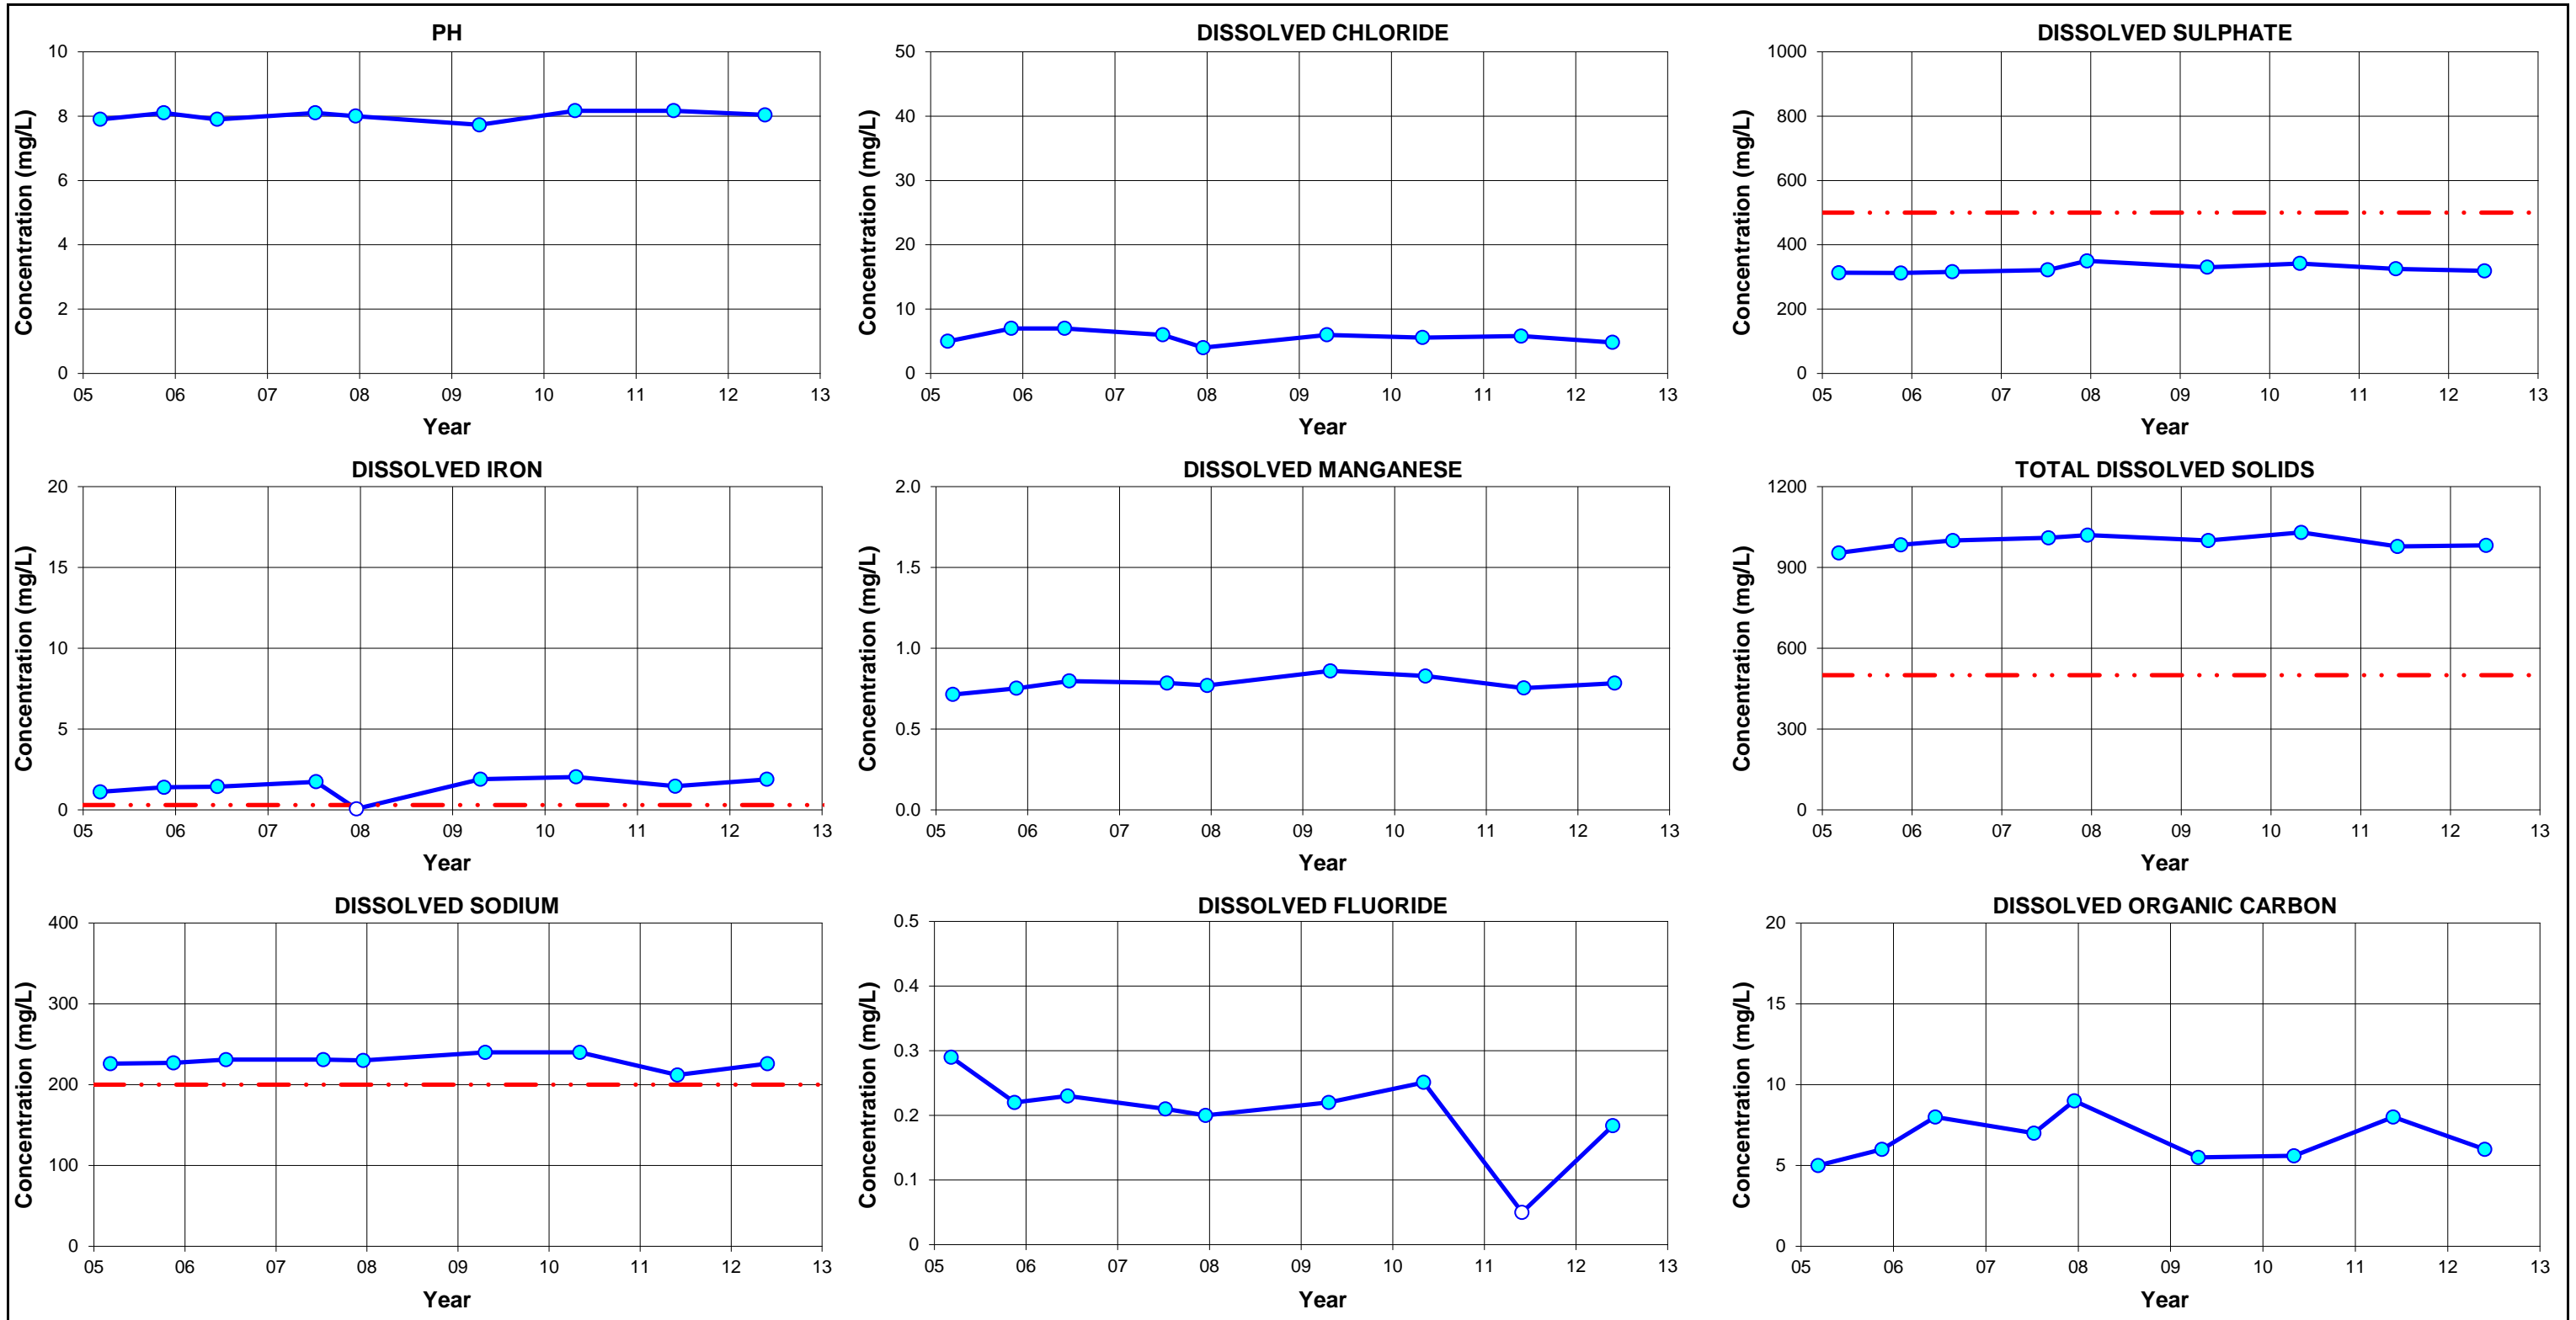 PH
10
8
6
4
2
0
Concentration (mg/L)
05 06 07 08 09 10 11 12 13
Year
DISSOLVED CHLORIDE
50
40
30
20
10
0
Concentration (mg/L)
05 06 07 08 09 10 11 12 13
Year
DISSOLVED SULPHATE
1000
800
600
400
200
0
Concentration (mg/L)
05 06 07 08 09 10 11 12 13
Year
DISSOLVED IRON
20
15
10
5
0
Concentration (mg/L)
05 06 07 08 09 10 11 12 13
Year
DISSOLVED MANGANESE
2.0
1.5
1.0
0.5
0.0
Concentration (mg/L)
05 06 07 08 09 10 11 12 13
Year
TOTAL DISSOLVED SOLIDS
1200
900
600
300
0
Concentration (mg/L)
05 06 07 08 09 10 11 12 13
Year
DISSOLVED SODIUM
400
300
200
100
0
Concentration (mg/L)
05 06 07 08 09 10 11 12 13
Year
DISSOLVED FLUORIDE
0.5
0.4
0.3
0.2
0.1
0
Concentration (mg/L)
05 06 07 08 09 10 11 12 13
Year
DISSOLVED ORGANIC CARBON
20
15
10
5
0
Concentration (mg/L)
05 06 07 08 09 10 11 12 13
Year